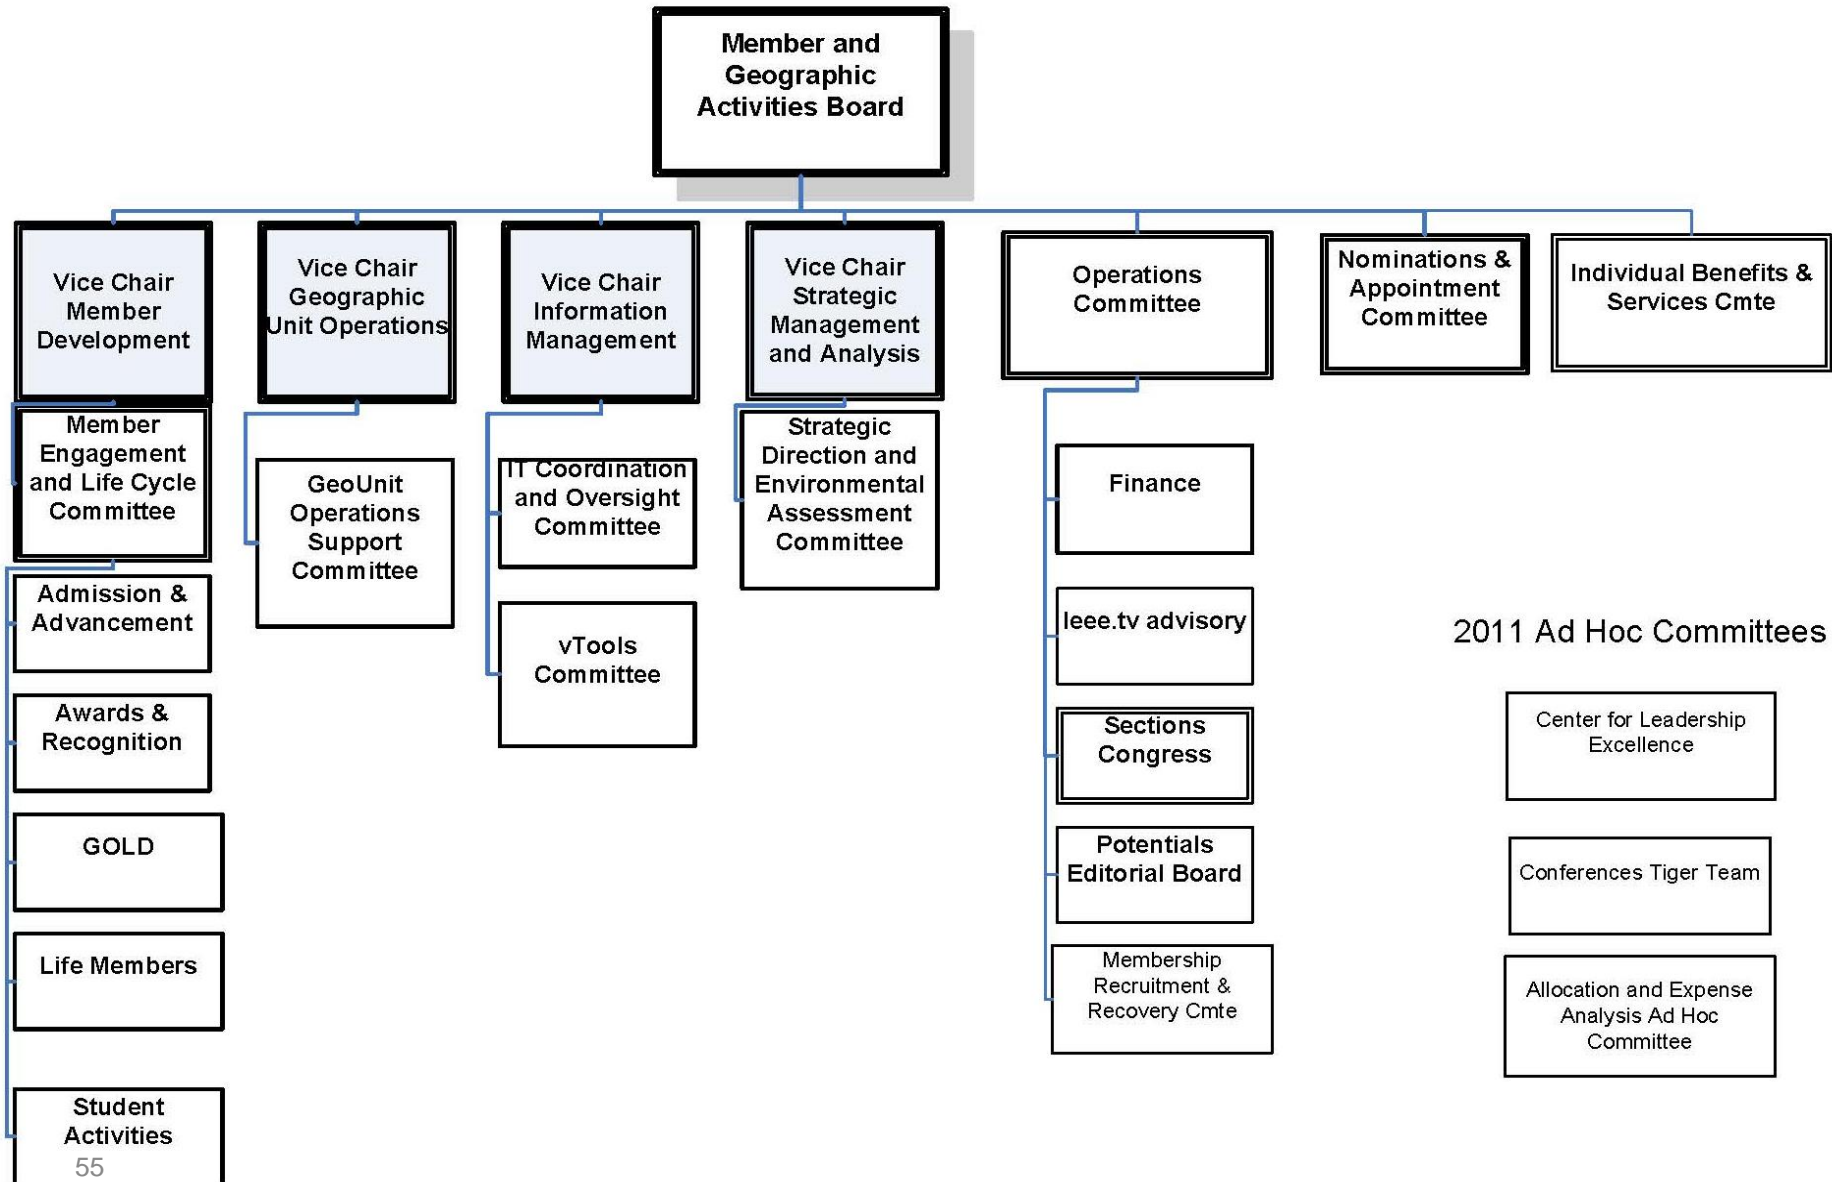 Member and
Geographic
Activities Board
Vice Chair
Member
Development
Vice Chair
Geographic
Unit Operations
Vice Chair
Information
Management
Vice Chair
Strategic
Management
and Analysis
Operations
Committee
Nominations &
Appointment
Committee
Individual Benefits &
Services Cmte
Member
Engagement
and Life Cycle
Committee
GeoUnit
Operations
Support
Committee
IT Coordination
and Oversight
Committee
vTools
Committee
Strategic
Direction and
Environmental
Assessment
Committee
Admission &
Advancement
Awards &
Recognition
GOLD
Life Members
Student
Activities
Finance
Ieee.tv advisory
Sections
Congress
Potentials
Editorial Board
Membership
Recruitment &
Recovery Cmte
2011 Ad Hoc Committees
Center for Leadership
Excellence
Conferences Tiger Team
Allocation and Expense
Analysis Ad Hoc
Committee
55